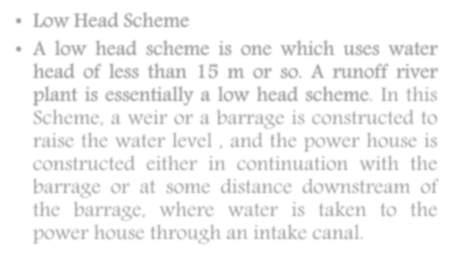 • Low Head Scheme
• A low head scheme is one which uses water
head of less than 15 m or so. A runoff river
plant is essentially a low head scheme. In this
Scheme, a weir or a barrage is constructed to
raise the water level , and the power house is
constructed either in continuation with the
barrage or at some distance downstream of
the barrage, where water is taken to the
power house through an intake canal.